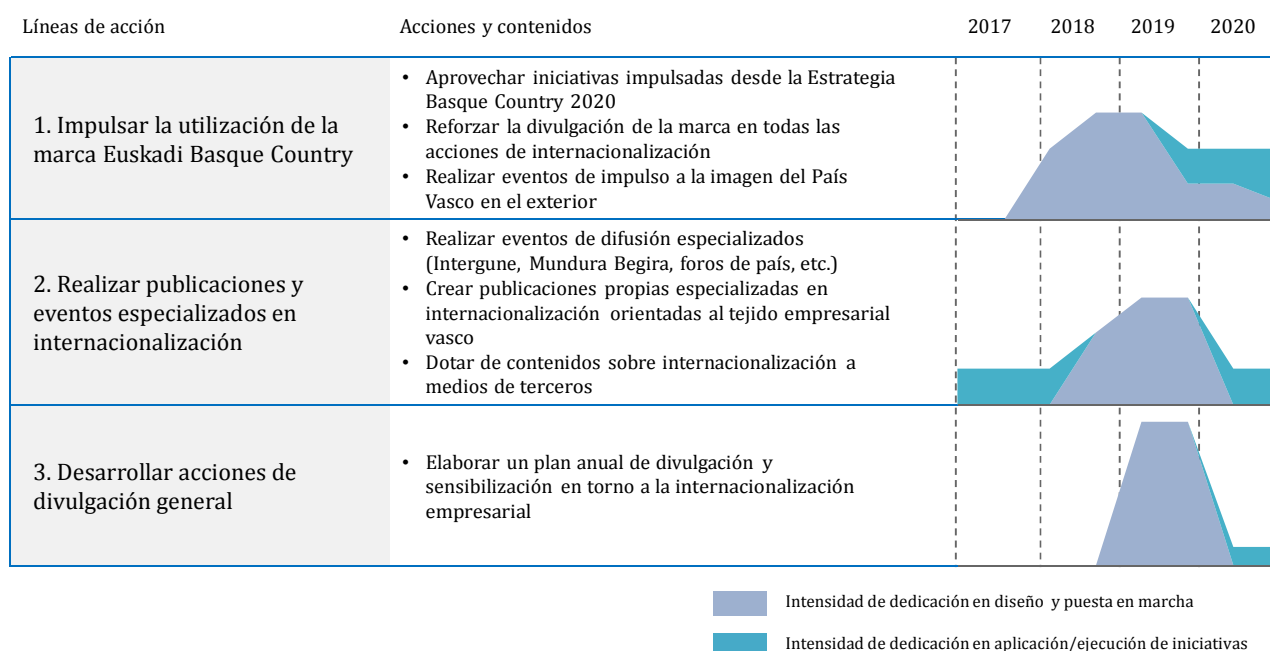 Líneas de acción
Acciones y contenidos
2017
2018
2019
2020
1. Impulsar la utilización de la
marca Euskadi Basque Country
• Aprovechar iniciativas impulsadas desde la Estrategia
Basque Country 2020
• Reforzar la divulgación de la marca en todas las
acciones de internacionalización
• Realizar eventos de impulso a la imagen del País
Vasco en el exterior
2. Realizar publicaciones y
eventos especializados en
internacionalización
• Realizar eventos de difusión especializados
(Intergune, Mundura Begira, foros de país, etc.)
• Crear publicaciones propias especializadas en
internacionalización orientadas al tejido empresarial
vasco
• Dotar de contenidos sobre internacionalización a
medios de terceros
3. Desarrollar acciones de
divulgación general
• Elaborar un plan anual de divulgación y
sensibilización en torno a la internacionalización
empresarial
Intensidad de dedicación en diseño y puesta en marcha
Intensidad de dedicación en aplicación/ejecución de iniciativas